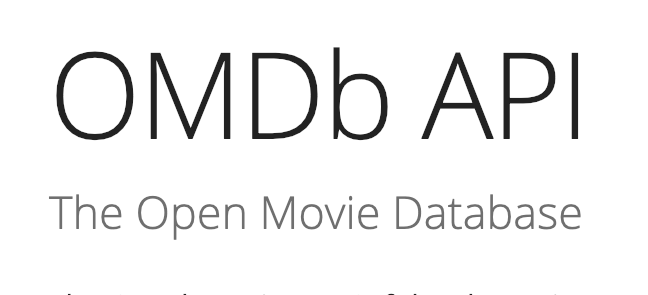 OMDb API
The Open Movie Database